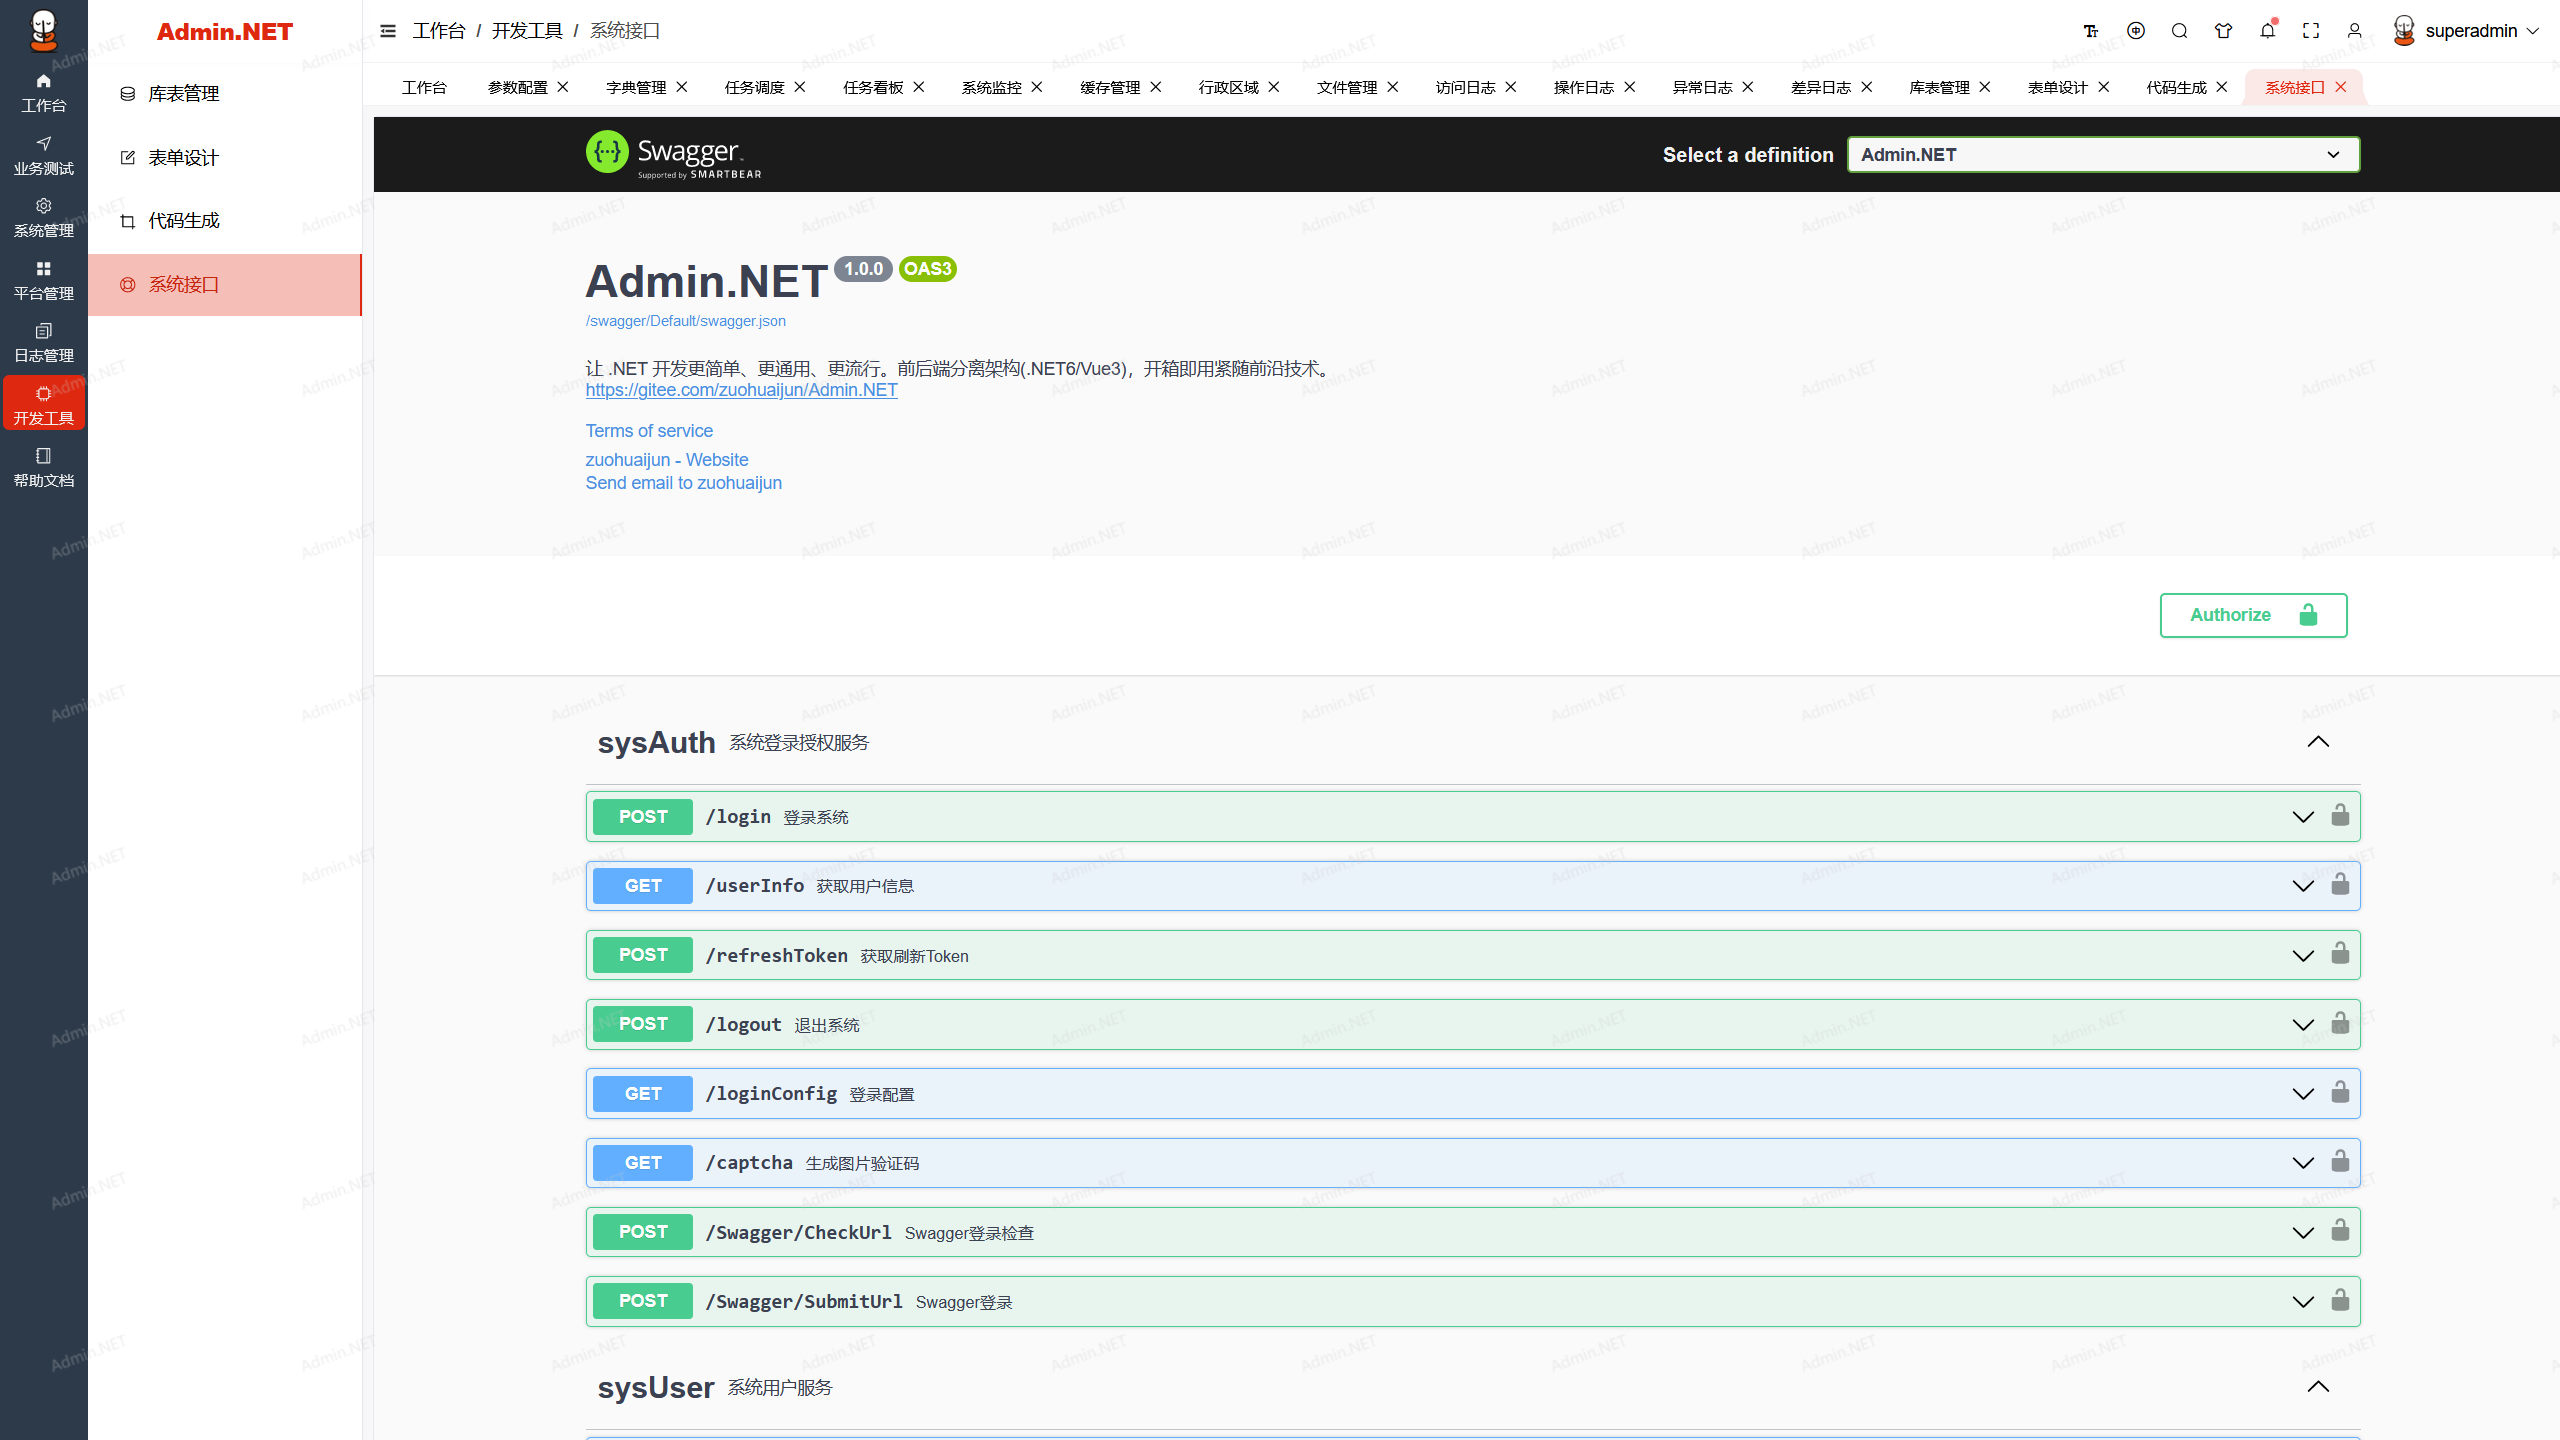 Admin.NET
工作台 / 开发工具 / 系统接口
superadmin
工作台
业务测试
系统管理
平台管理
日志管理
开发工具
帮助文档
库表管理
表单设计
代码生成
系统接口
工作台 参数配置 字典管理 任务调度 任务看板 系统监控 缓存管理 行政区域 文件管理 访问日志 操作日志 异常日志 差异日志 库表管理 表单设计 代码生成 系统接口
Swagger
Supported by SMARTBEAR
Select a definition
Admin.NET
Admin.NET 1.0.0 OAS3
/swagger/Default/swagger.json
让 .NET 开发更简单、更通用、更流行。前后端分离架构(.NET6/Vue3)，开箱即用紧随前沿技术。
https://gitee.com/zuohuaijun/Admin.NET
Terms of service
zuohuaijun - Website
Send email to zuohuaijun
Authorize
sysAuth 系统登录授权服务
POST /login 登录系统
GET /userInfo 获取用户信息
POST /refreshToken 获取刷新Token
POST /logout 退出系统
GET /loginConfig 登录配置
GET /captcha 生成图片验证码
POST /Swagger/CheckUrl Swagger登录检查
POST /Swagger/SubmitUrl Swagger登录
sysUser 系统用户服务